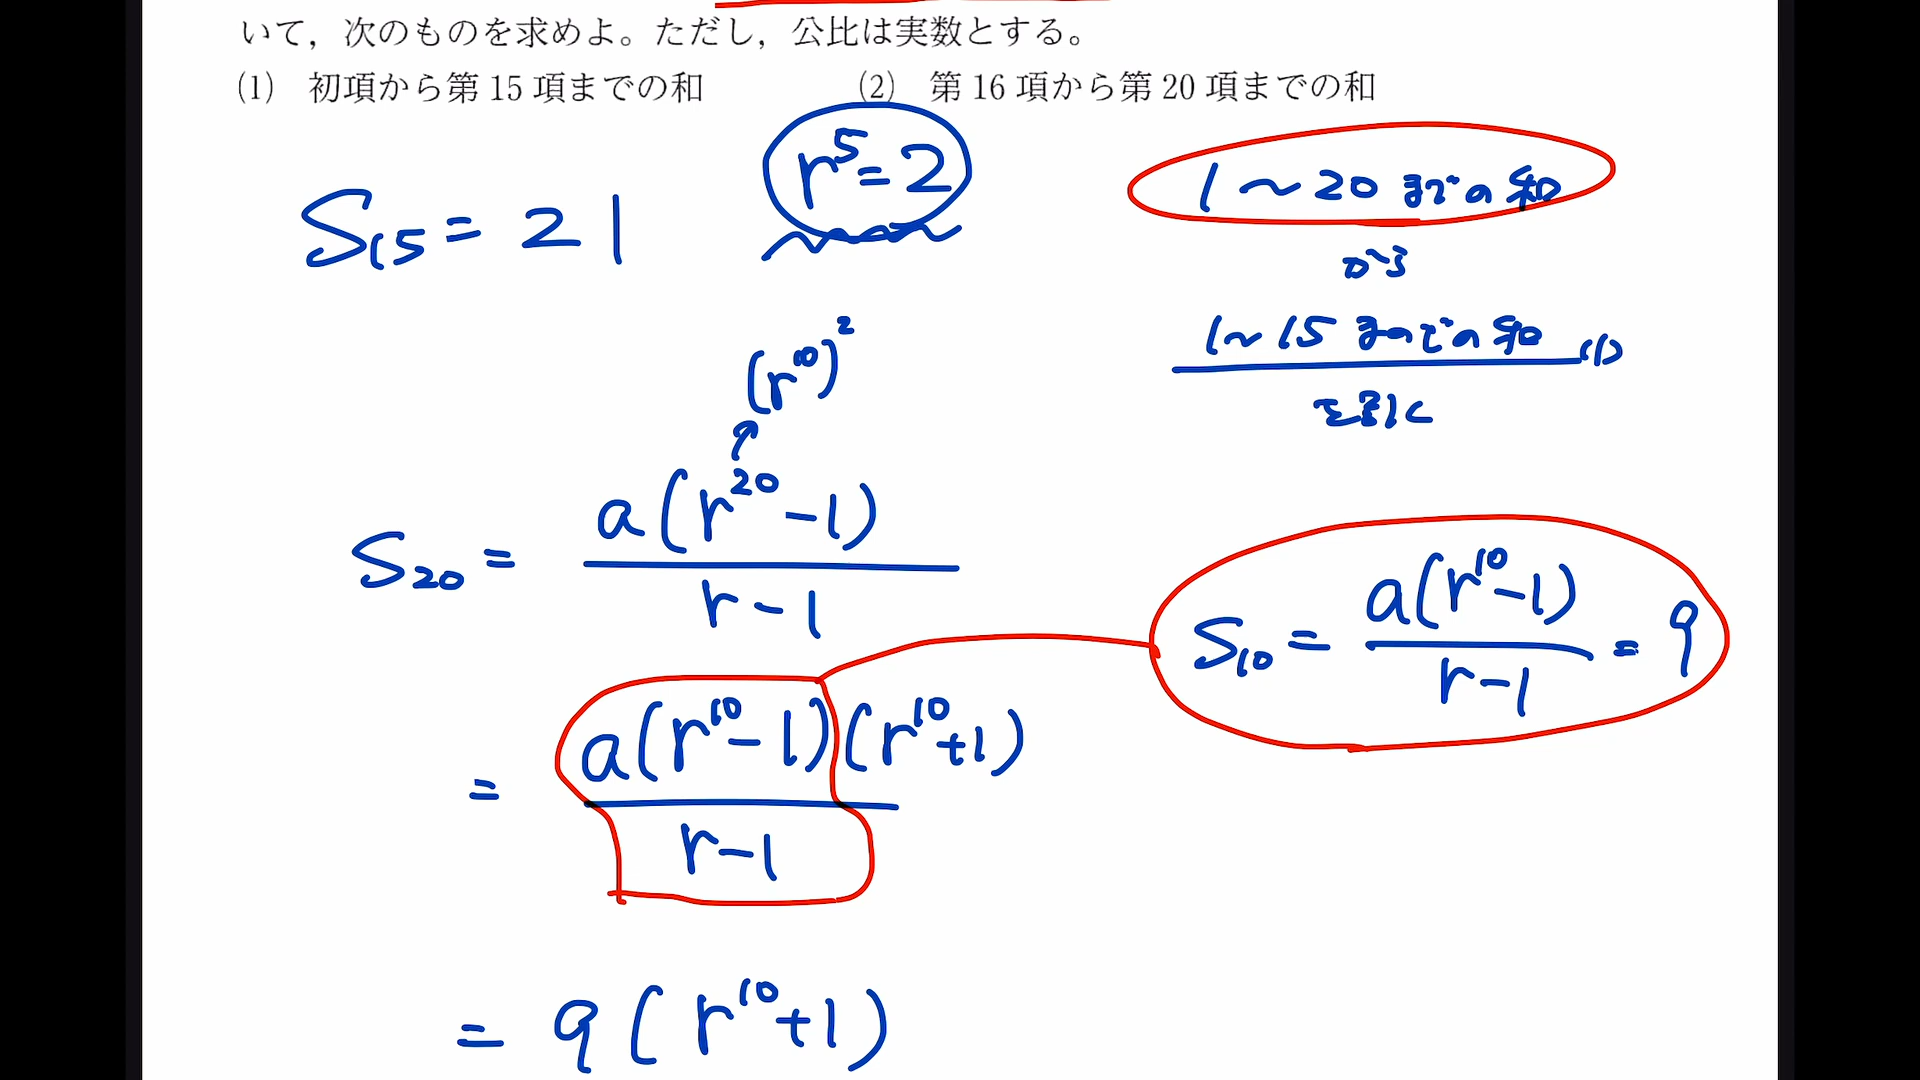 いて，次のものを求めよ。ただし，公比は実数とする。
(1) 初項から第 15 項までの和 (2) 第 16 項から第 20 項までの和
r⁵=2
S₁₅=21
1～20までの和
から
1～15までの和 (1)
を引く
(r¹⁰)²
S₂₀ = a(r²⁰-1) / r-1
S₁₀ = a(r¹⁰-1) / r-1 = 9
= a(r¹⁰-1)(r¹⁰+1) / r-1
= 9(r¹⁰+1)